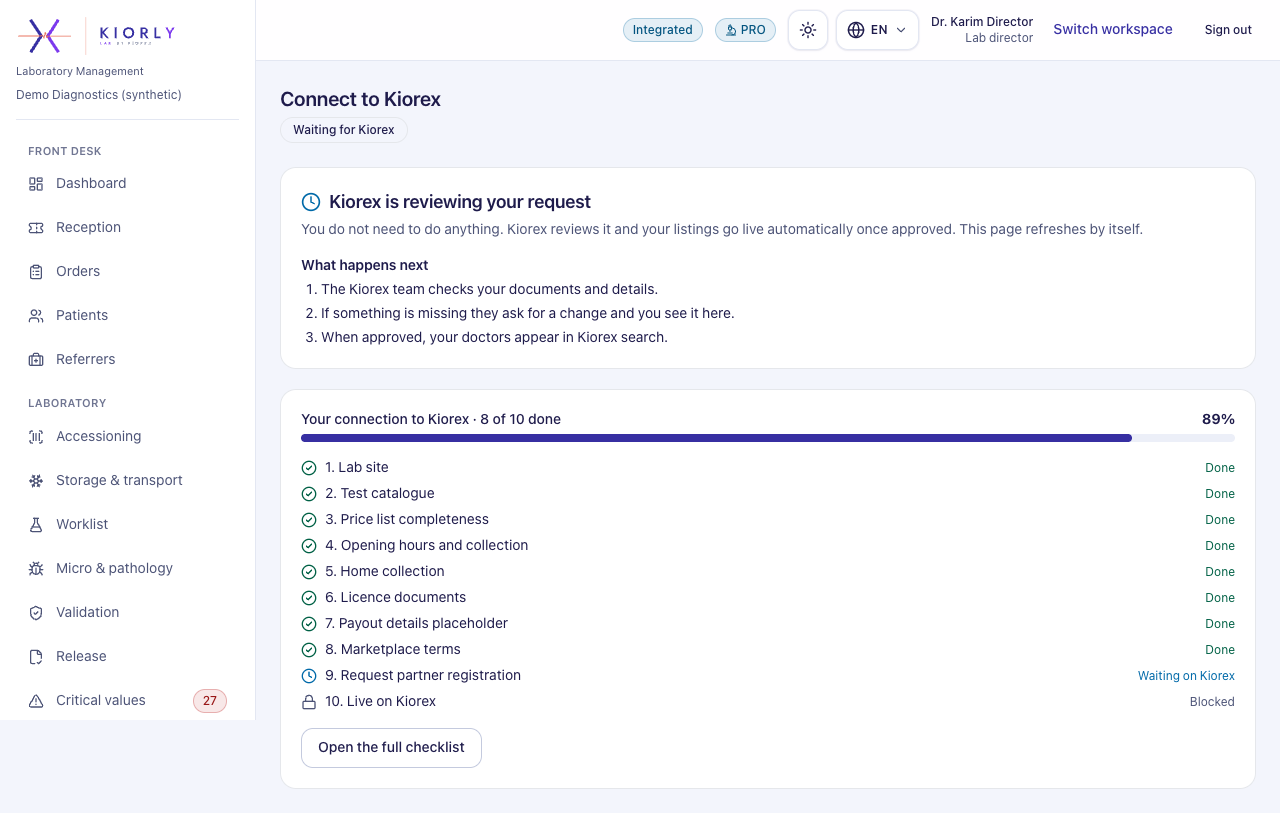 KIORLY
Laboratory Management
Demo Diagnostics (synthetic)
FRONT DESK
Dashboard
Reception
Orders
Patients
Referrers
LABORATORY
Accessioning
Storage & transport
Worklist
Micro & pathology
Validation
Release
Critical values 27
Integrated
PRO
EN
Dr. Karim Director
Lab director
Switch workspace
Sign out
Connect to Kiorex
Waiting for Kiorex
Kiorex is reviewing your request
You do not need to do anything. Kiorex reviews it and your listings go live automatically once approved. This page refreshes by itself.
What happens next
1. The Kiorex team checks your documents and details.
2. If something is missing they ask for a change and you see it here.
3. When approved, your doctors appear in Kiorex search.
Your connection to Kiorex · 8 of 10 done 89%
1. Lab site Done
2. Test catalogue Done
3. Price list completeness Done
4. Opening hours and collection Done
5. Home collection Done
6. Licence documents Done
7. Payout details placeholder Done
8. Marketplace terms Done
9. Request partner registration Waiting on Kiorex
10. Live on Kiorex Blocked
Open the full checklist